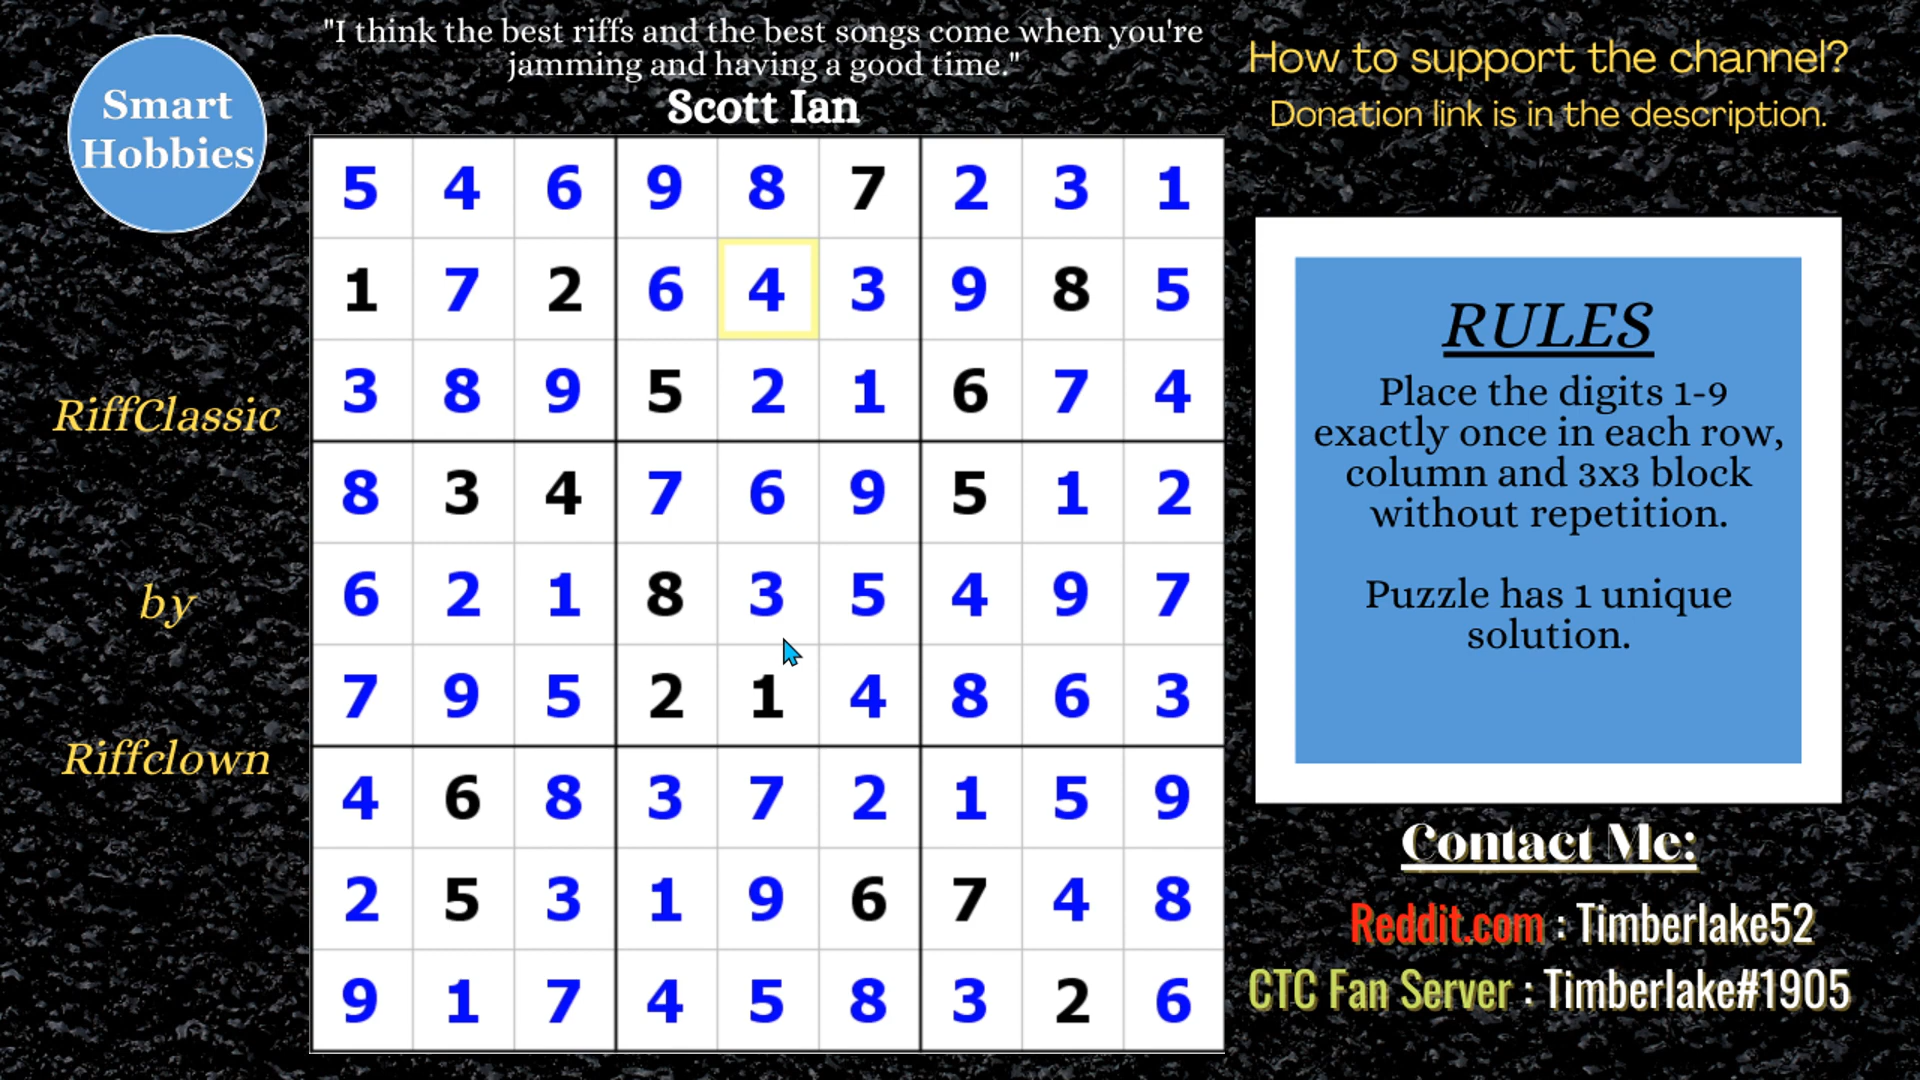 "I think the best riffs and the best songs come when you're
jamming and having a good time."
Scott Ian
Smart
Hobbies
RiffClassic
by
Riffclown
5 4 6 9 8 7 2 3 1
1 7 2 6 4 3 9 8 5
3 8 9 5 2 1 6 7 4
8 3 4 7 6 9 5 1 2
6 2 1 8 3 5 4 9 7
7 9 5 2 1 4 8 6 3
4 6 8 3 7 2 1 5 9
2 5 3 1 9 6 7 4 8
9 1 7 4 5 8 3 2 6
How to support the channel?
Donation link is in the description.
RULES
Place the digits 1-9
exactly once in each row,
column and 3x3 block
without repetition.
Puzzle has 1 unique
solution.
Contact Me:
Reddit.com : Timberlake52
CTC Fan Server : Timberlake#1905